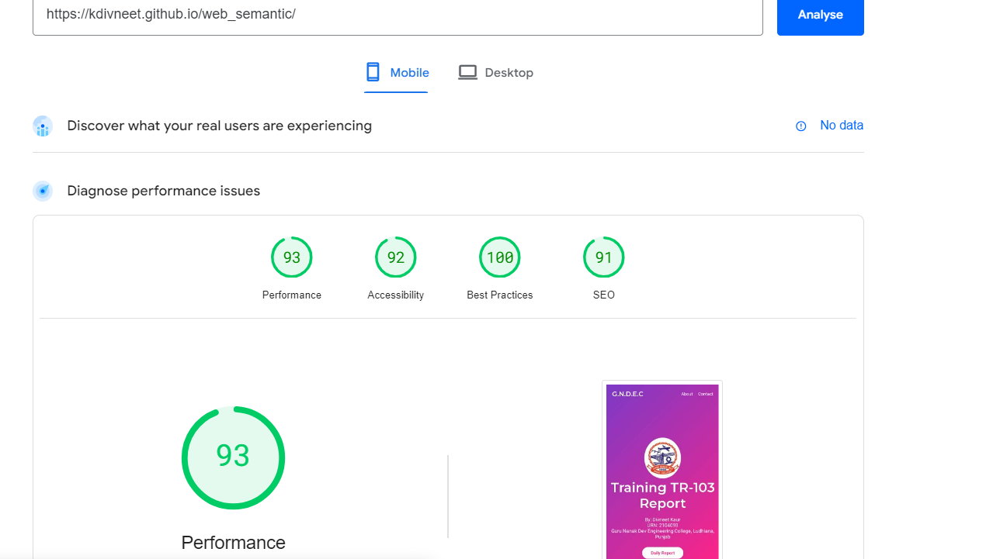 https://kdivneet.github.io/web_semantic/
Analyse
Mobile
Desktop
Discover what your real users are experiencing
No data
Diagnose performance issues
93
92
100
91
Performance
Accessibility
Best Practices
SEO
93
Performance
G.N.D.E.C
About
Contact
Training TR-103
Report
By: Divneet Kaur
URN: 2104093
Guru Nanak Dev Engineering College, Ludhiana,
Punjab
Daily Report